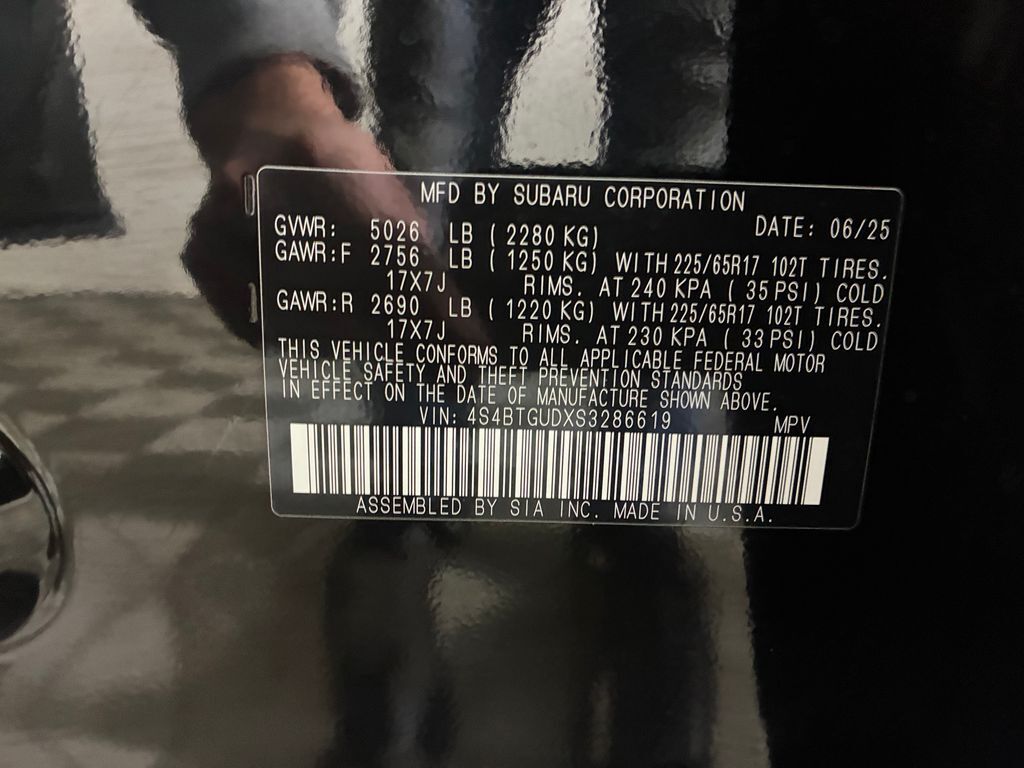 MFD BY SUBARU CORPORATION
DATE: 06/25
GVWR: 5026 LB ( 2280 KG)
GAWR:F 2756 LB ( 1250 KG) WITH 225/65R17 102T TIRES.
17X7J RIMS. AT 240 KPA ( 35 PSI) COLD
GAWR:R 2690 LB ( 1220 KG) WITH 225/65R17 102T TIRES.
17X7J RIMS. AT 230 KPA ( 33 PSI) COLD
THIS VEHICLE CONFORMS TO ALL APPLICABLE FEDERAL MOTOR
VEHICLE SAFETY AND THEFT PREVENTION STANDARDS
IN EFFECT ON THE DATE OF MANUFACTURE SHOWN ABOVE.
VIN: 4S4BTGUDXS3286619 MPV
ASSEMBLED BY SIA INC. MADE IN U.S.A.